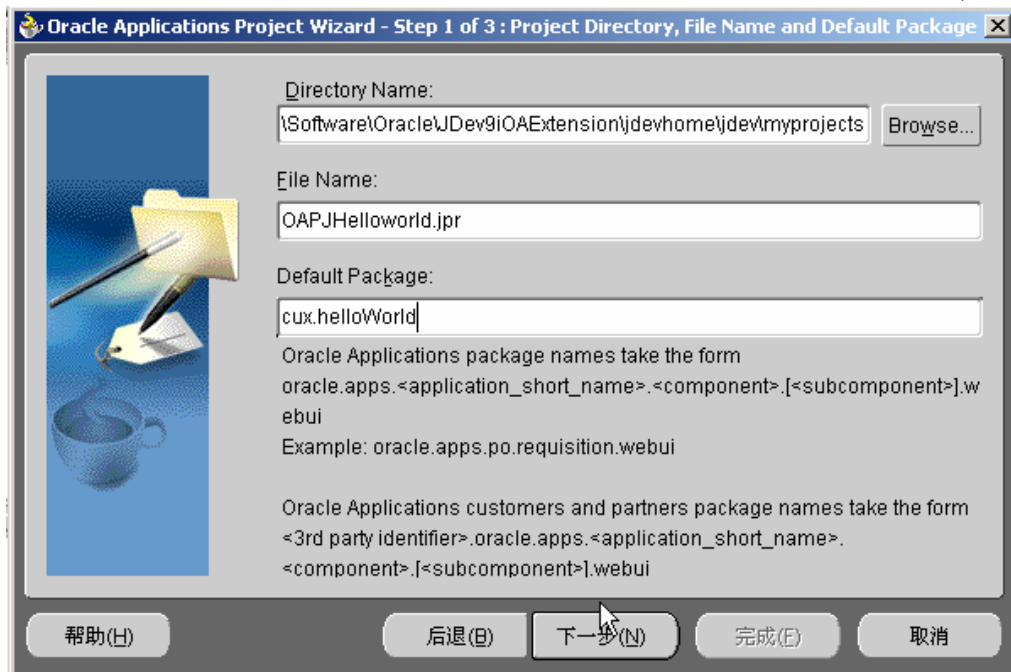 Oracle Applications Project Wizard - Step 1 of 3 : Project Directory, File Name and Default Package
Directory Name:
\Software\Oracle\JDev9iOAExtension\jdevhome\jdev\myprojects
Browse...
File Name:
OAPJHelloworld.jpr
Default Package:
cux.helloWorld
Oracle Applications package names take the form
oracle.apps.<application_short_name>.<component>.[<subcomponent>].w
ebui
Example: oracle.apps.po.requisition.webui
Oracle Applications customers and partners package names take the form
<3rd party identifier>.oracle.apps.<application_short_name>.
<component>.[<subcomponent>].webui
帮助(H)
后退(B)
下一步(N)
完成(F)
取消